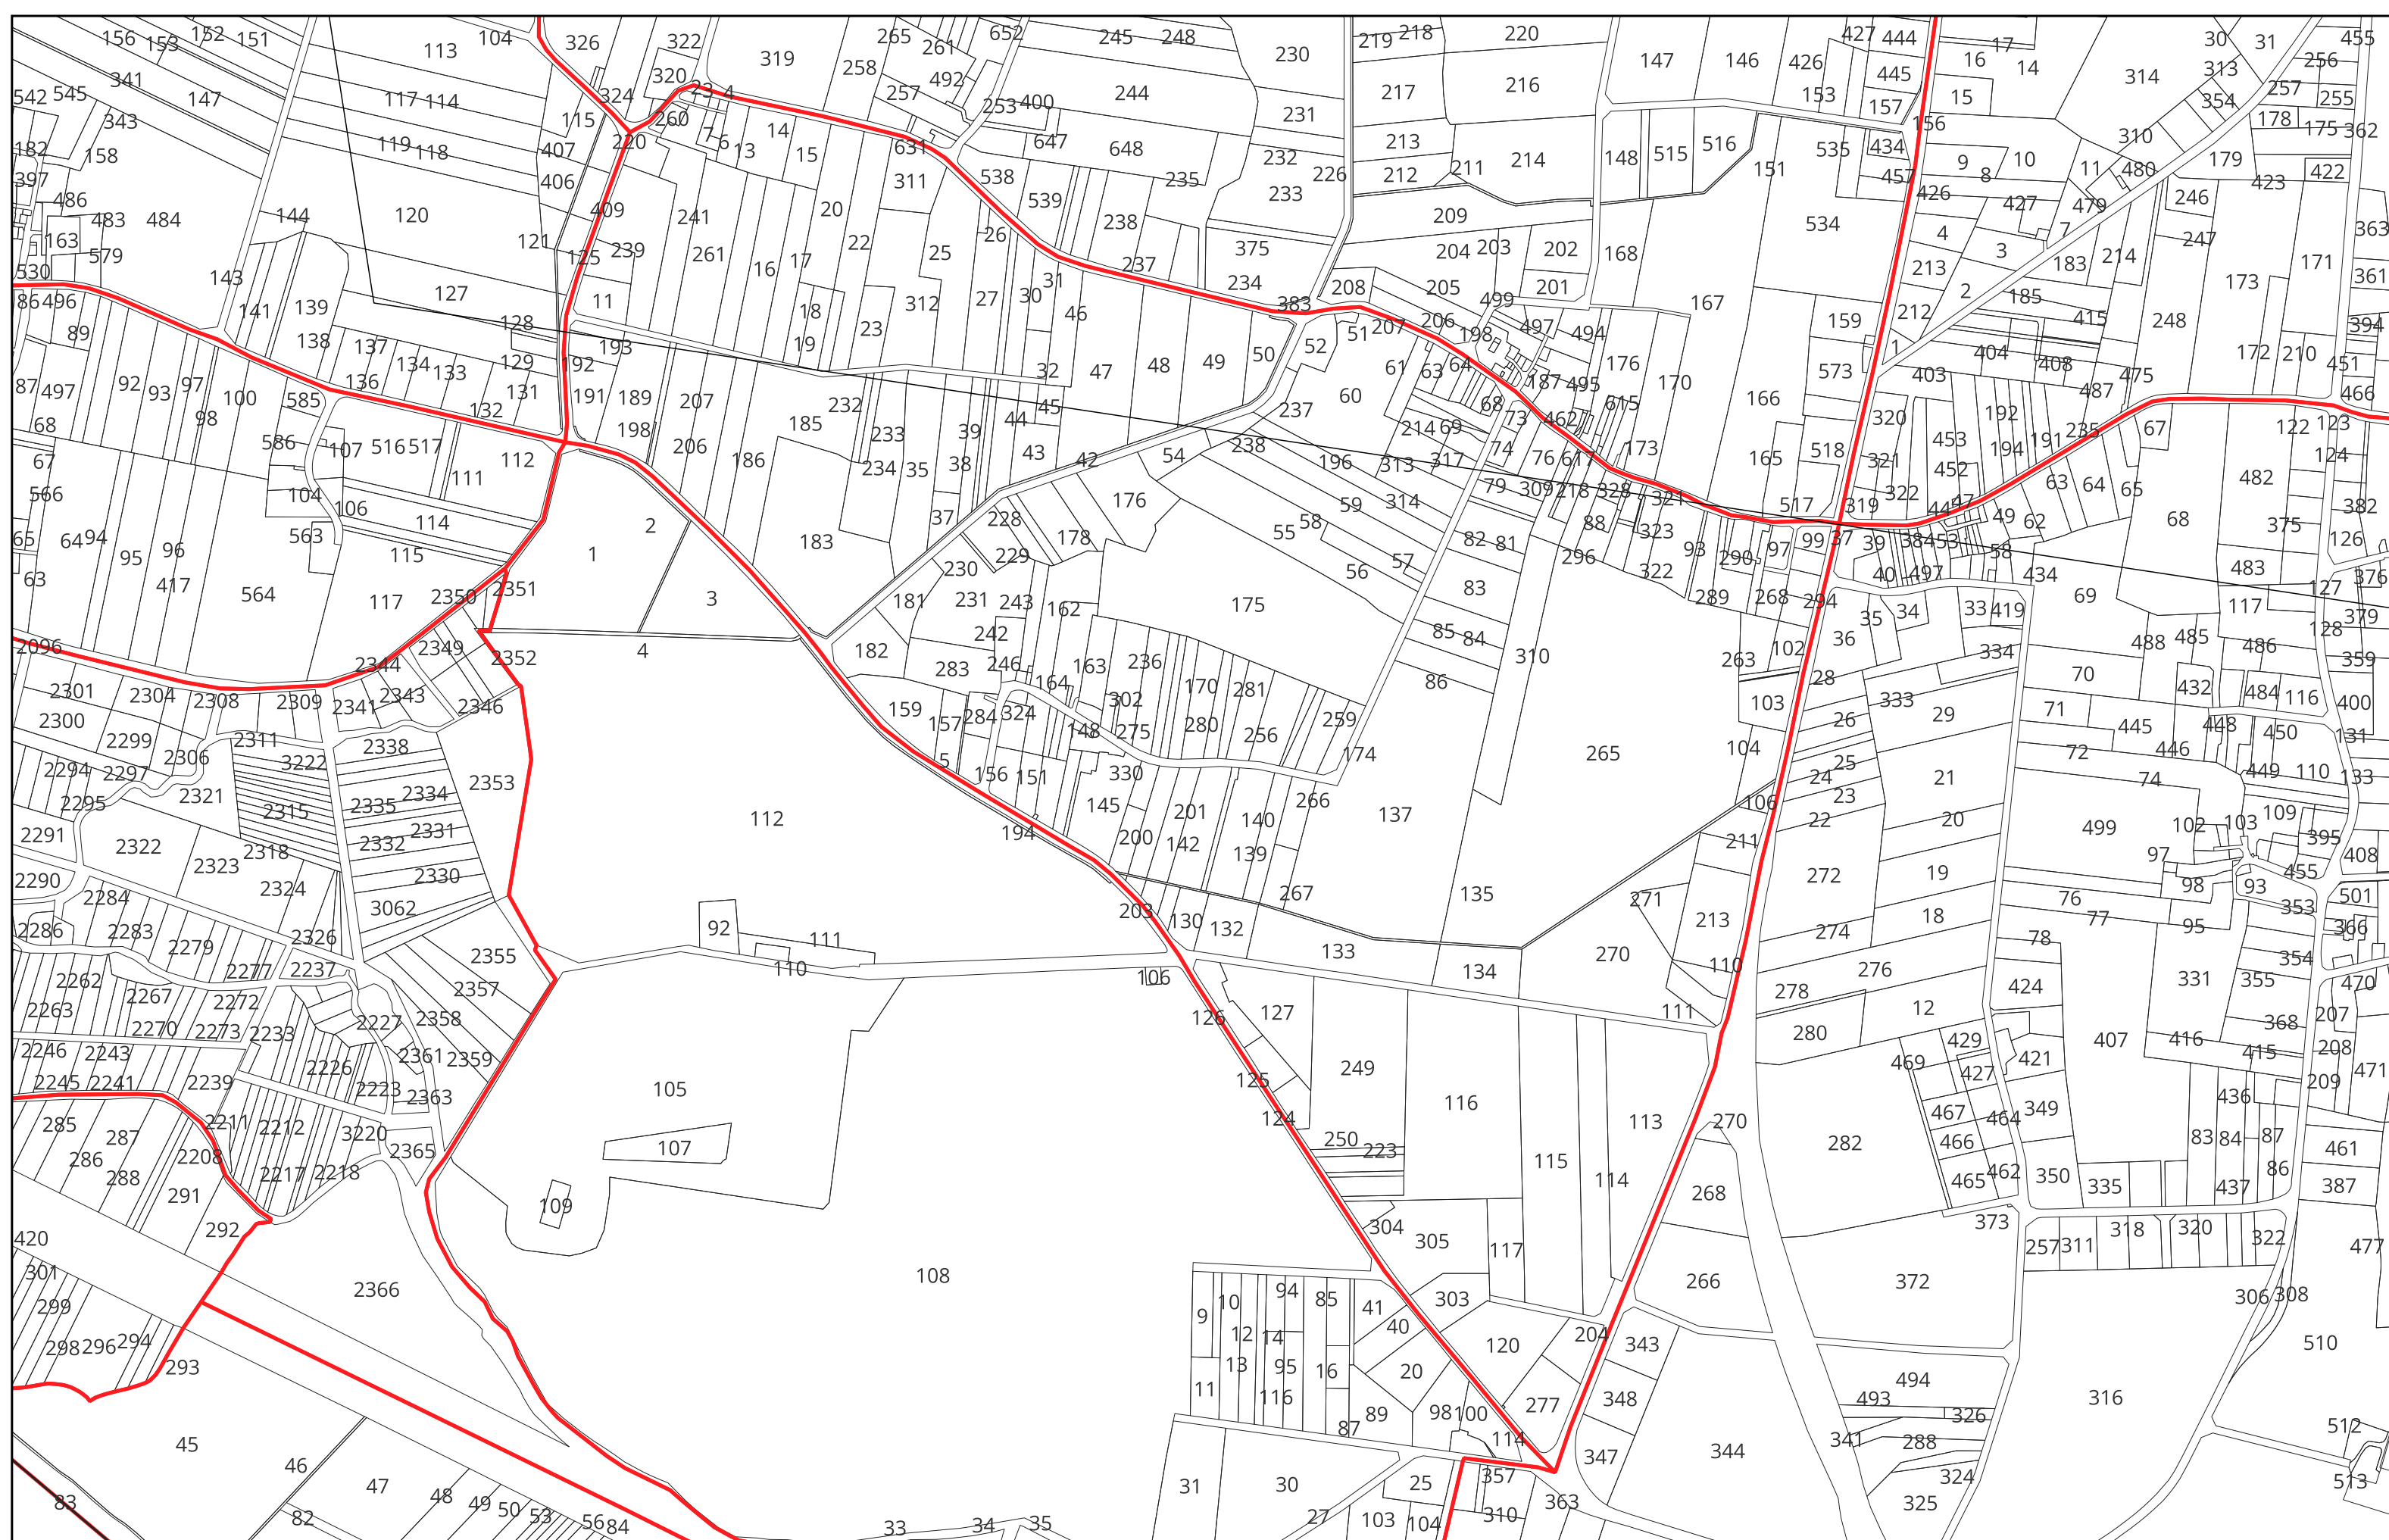 156 153 152 151 113 104 326 322 319 265 261 652 245 248 230 219 218 220 147 146 427 444 17 30 31 455
341 147 117 114 320 324 23 4 258 257 492 253 400 244 231 217 216 426 445 16 14 314 313 256
542 545 343 115 260 7 6 14 13 15 631 647 648 232 213 214 153 157 15 354 257 255
182 158 119 118 407 220 311 538 235 226 212 211 148 515 516 535 434 156 310 178 175 362
397 486 406 539 233 151 457 9 10 8 11 480 179 422
483 484 144 120 409 241 20 238 209 426 427 479 246 423
163 579 121 239 261 22 25 26 237 375 204 203 202 168 534 4 3 7 247 363
530 143 125 16 17 31 234 208 205 201 213 183 214 173 171 361
86 496 141 139 127 11 18 312 27 30 46 383 499 167 2 185
89 138 128 193 23 51 207 206 198 497 494 159 212 415 248 394
137 134 133 129 192 19 52 50 49 48 47 32 61 63 64 176 573 1 404 408 172 210 451
87 497 92 93 97 136 131 191 189 207 232 60 187 495 170 403 475 487 466
68 98 100 585 132 198 185 45 44 237 68 73 462 615 166 320 192 235 67 122 123
67 586 107 516 517 112 206 186 233 39 43 42 54 238 214 69 74 173 165 518 453 194 191 124
566 104 111 234 35 38 176 196 313 317 76 617 321 452 63 64 65 482
65 64 94 95 96 106 114 2 37 228 59 314 79 309 218 328 321 517 319 322 44 47 49 62 68 375 382
63 417 563 115 1 183 229 178 55 58 57 82 81 88 323 93 290 97 99 37 39 38 453 58 126
564 117 2350 2351 3 230 231 181 56 83 296 322 289 268 294 40 497 434 69 483 127 376
2096 2344 2349 2352 4 182 242 243 162 175 85 84 310 263 102 36 35 34 33 419 117 128 379
2301 2304 2308 2309 2341 2343 2346 283 246 163 164 236 86 103 28 334 70 488 485 486 359
2300 2299 2306 2311 2338 159 157 284 324 148 302 275 170 280 281 256 259 26 333 29 71 445 432 484 116 400
2294 2297 3222 2353 5 156 151 330 174 265 104 25 24 72 446 448 450 131
2295 2321 2315 2335 2334 112 145 201 140 266 137 106 23 21 74 449 110 133
2291 2322 2332 2331 194 200 142 139 211 22 20 499 102 103 109 395
2290 2323 2318 2324 2330 267 135 272 19 97 98 93 455 408
2284 2283 2286 3062 2326 92 111 203 130 132 271 213 274 18 76 77 95 353 501 366
2279 2277 2237 2355 110 106 133 134 270 110 276 78 354
2262 2263 2267 2272 2357 126 127 111 278 12 424 331 355 470
2270 2273 2233 2227 2358 249 280 429 421 407 416 368 207
2246 2243 2226 2361 2359 105 125 116 469 427 415 208
2245 2241 2239 2223 2363 124 113 270 467 464 349 436 209 471
285 287 2211 2212 3220 2365 107 250 223 115 282 466 83 84 87 461
286 288 2208 2217 2218 109 114 268 465 462 350 335 437 86 387
291 292 304 305 117 373 257 311 318 320 322 477
420 301 2366 108 94 85 41 303 266 372 306 308
299 9 10 12 14 40 120 204 343 510
298 296 294 293 13 95 16 20 494 316
11 116 87 89 98 100 277 348 493 326
45 46 114 347 344 341 288 512
83 82 47 48 49 50 53 56 84 33 34 35 31 30 27 25 103 104 357 310 363 324 325 513